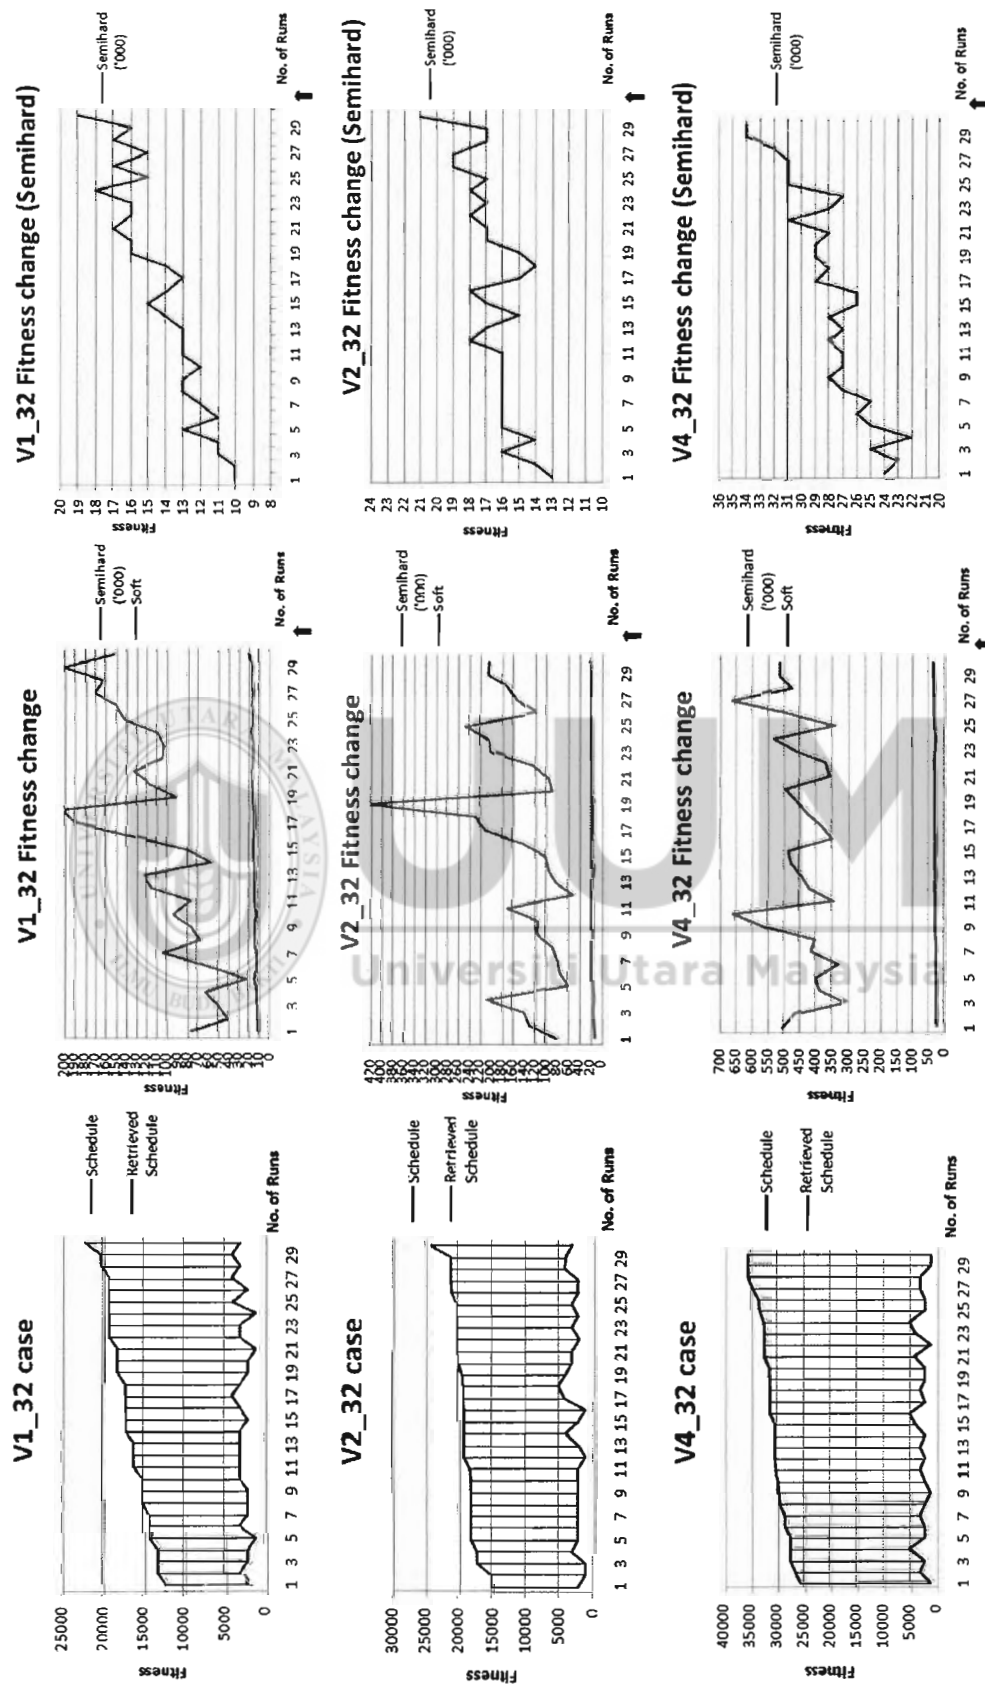 V1_32 case
25000
20000
15000
10000
5000
0
Fitness
1 3 5 7 9 11 13 15 17 19 21 23 25 27 29
No. of Runs
Schedule
Retrieved
Schedule
V1_32 Fitness change
200
190
180
170
160
150
140
130
120
110
100
90
80
70
60
50
40
30
20
10
0
Fitness
1 3 5 7 9 11 13 15 17 19 21 23 25 27 29
No. of Runs
Semihard
('000)
Soft
V1_32 Fitness change (Semihard)
20
19
18
17
16
15
14
13
12
11
10
9
8
Fitness
1 3 5 7 9 11 13 15 17 19 21 23 25 27 29
No. of Runs
Semihard
('000)
V2_32 case
30000
25000
20000
15000
10000
5000
0
Fitness
1 3 5 7 9 11 13 15 17 19 21 23 25 27 29
No. of Runs
Schedule
Retrieved
Schedule
V2_32 Fitness change
420
400
380
360
340
320
300
280
260
240
220
200
180
160
140
120
100
80
60
40
20
0
Fitness
1 3 5 7 9 11 13 15 17 19 21 23 25 27 29
No. of Runs
Semihard
('000)
Soft
V2_32 Fitness change (Semihard)
24
23
22
21
20
19
18
17
16
15
14
13
12
11
10
Fitness
1 3 5 7 9 11 13 15 17 19 21 23 25 27 29
No. of Runs
Semihard
('000)
V4_32 case
40000
35000
30000
25000
20000
15000
10000
5000
0
Fitness
1 3 5 7 9 11 13 15 17 19 21 23 25 27 29
No. of Runs
Schedule
Retrieved
Schedule
V4_32 Fitness change
700
650
600
550
500
450
400
350
300
250
200
150
100
50
0
Fitness
1 3 5 7 9 11 13 15 17 19 21 23 25 27 29
No. of Runs
Semihard
('000)
Soft
V4_32 Fitness change (Semihard)
36
35
34
33
32
31
30
29
28
27
26
25
24
23
22
21
20
Fitness
1 3 5 7 9 11 13 15 17 19 21 23 25 27 29
No. of Runs
Semihard
('000)
UUM
Universiti Utara Malaysia